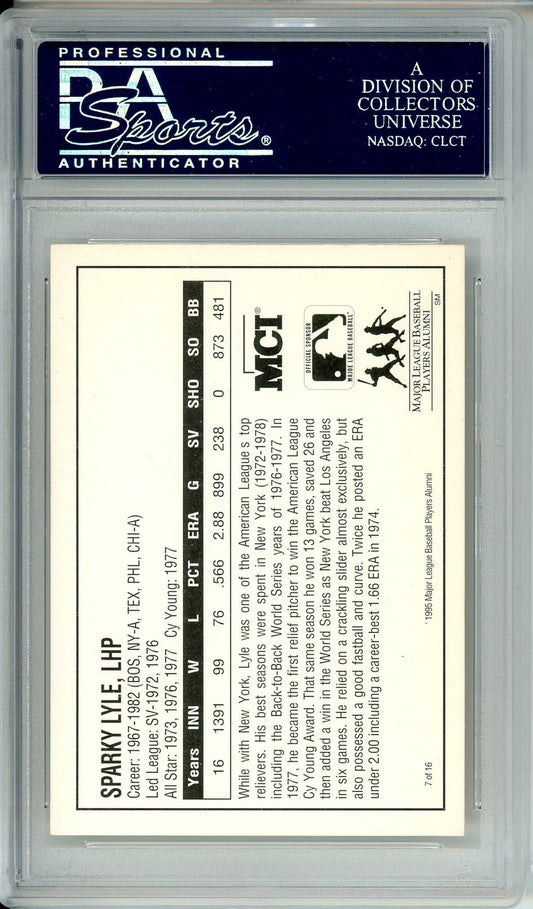 PROFESSIONAL
PSA
Sports®
AUTHENTICATOR
A
DIVISION OF
COLLECTORS
UNIVERSE
NASDAQ: CLCT
SPARKY LYLE, LHP
Career: 1967-1982 (BOS, NY-A, TEX, PHL, CHI-A)
Led League: SV-1972, 1976
All Star: 1973, 1976, 1977 Cy Young: 1977
Years INN W L PCT ERA G SV SHO SO BB
16 1391 99 76 .566 2.88 899 238 0 873 481
While with New York, Lyle was one of the American League s top
relievers. His best seasons were spent in New York (1972-1978)
including the Back-to-Back World Series years of 1976-1977. In
1977, he became the first relief pitcher to win the American League
Cy Young Award. That same season he won 13 games, saved 26 and
then added a win in the World Series as New York beat Los Angeles
in six games. He relied on a crackling slider almost exclusively, but
also possessed a good fastball and curve. Twice he posted an ERA
under 2.00 including a career-best 1.66 ERA in 1974.
MCI®
OFFICIAL SPONSOR
MAJOR LEAGUE BASEBALL
MAJOR LEAGUE BASEBALL
PLAYERS ALUMNI
SM
7 of 16
' 1995 Major League Baseball Players Alumni